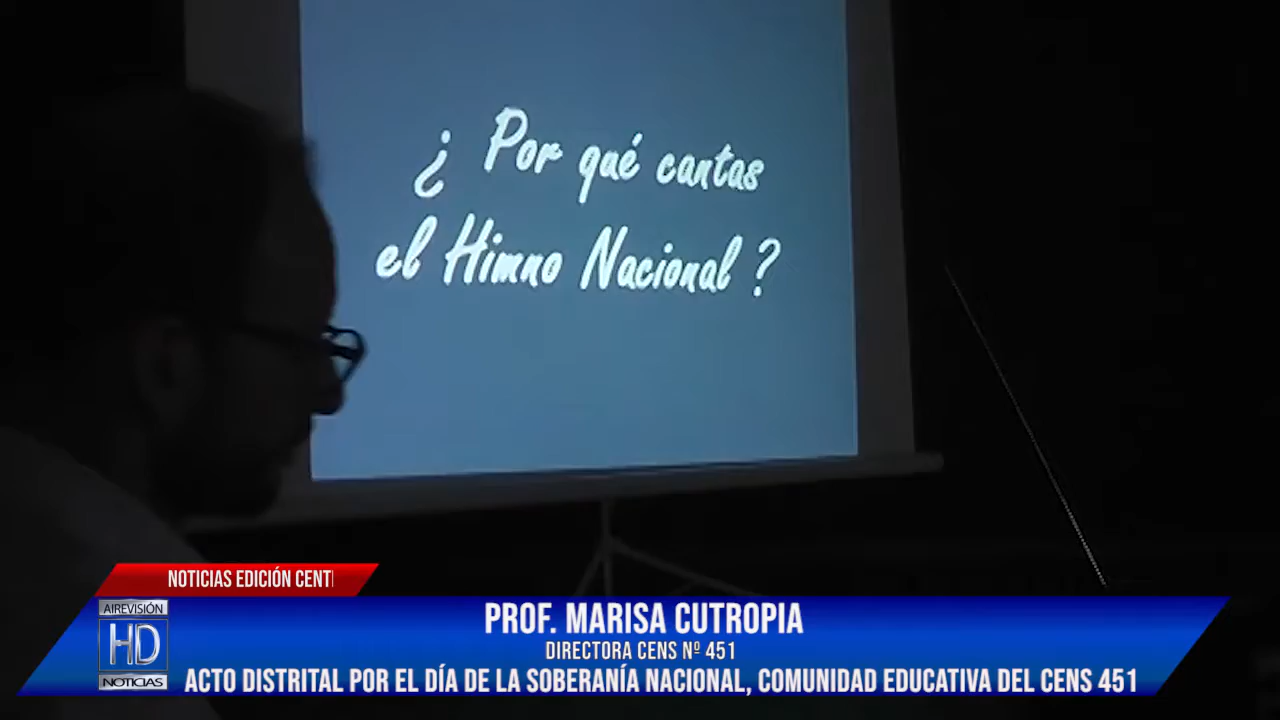 ¿ Por qué cantas
el Himno Nacional ?
NOTICIAS EDICIÓN CENT
PROF. MARISA CUTROPIA
DIRECTORA CENS Nº 451
ACTO DISTRITAL POR EL DÍA DE LA SOBERANÍA NACIONAL, COMUNIDAD EDUCATIVA DEL CENS 451
AIREVISIÓN
HD
NOTICIAS